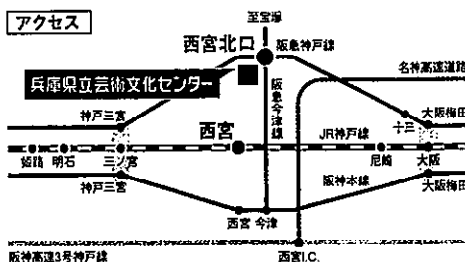 アクセス
至宝塚
西宮北口
阪急神戸線
兵庫県立芸術文化センター
名神高速道路
阪急今津線
神戸三宮
十三
大阪梅田
西宮
JR神戸線
姫路
明石
三ノ宮
尼崎
大阪
神戸三宮
阪神本線
大阪梅田
西宮
今津
阪神高速3号神戸線
西宮I.C.